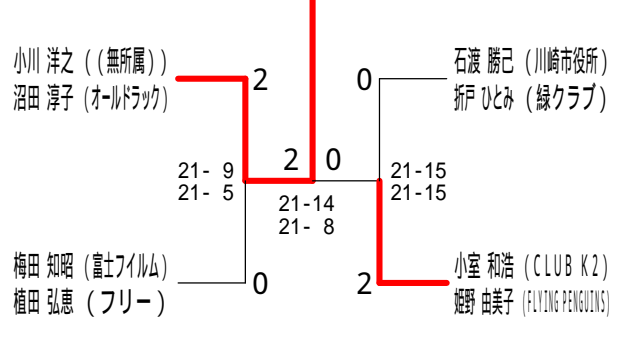 小川 洋之 ((無所属))
沼田 淳子 (オールドラック)
2
0
石渡 勝己 (川崎市役所)
折戸 ひとみ (緑クラブ)
21- 9
21- 5
2 0
21-14
21- 8
21-15
21-15
梅田 知昭 (富士フイルム)
植田 弘恵 (フリー)
0
2
小室 和浩 (CLUB K2)
姫野 由美子 (FLYING PENGUINS)